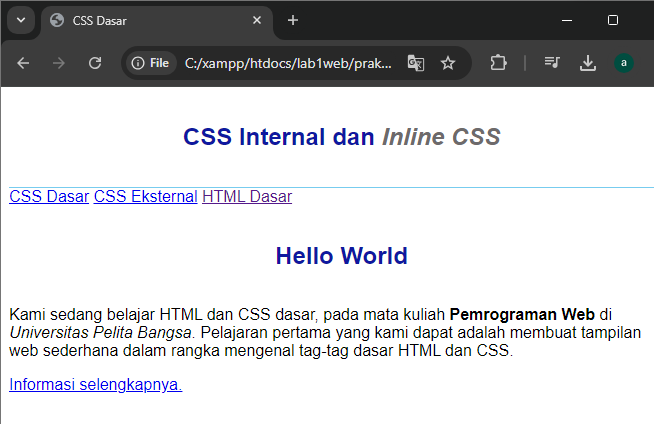 CSS Dasar
File C:/xampp/htdocs/lab1web/prak...
a
CSS Internal dan Inline CSS
CSS Dasar CSS Eksternal HTML Dasar
Hello World
Kami sedang belajar HTML dan CSS dasar, pada mata kuliah Pemrograman Web di
Universitas Pelita Bangsa. Pelajaran pertama yang kami dapat adalah membuat tampilan
web sederhana dalam rangka mengenal tag-tag dasar HTML dan CSS.
Informasi selengkapnya.